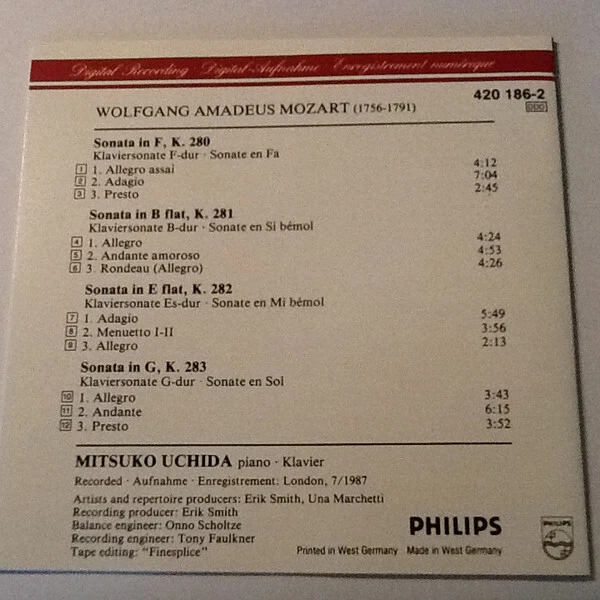 Digital Recording · Digital-Aufnahme · Enregistrement numérique
420 186-2
DDD
WOLFGANG AMADEUS MOZART (1756-1791)
Sonata in F, K. 280
Klaviersonate F-dur · Sonate en Fa
1 1. Allegro assai 4:12
2 2. Adagio 7:04
3 3. Presto 2:45
Sonata in B flat, K. 281
Klaviersonate B-dur · Sonate en Si bémol
4 1. Allegro 4:24
5 2. Andante amoroso 4:53
6 3. Rondeau (Allegro) 4:26
Sonata in E flat, K. 282
Klaviersonate Es-dur · Sonate en Mi bémol
7 1. Adagio 5:49
8 2. Menuetto I-II 3:56
9 3. Allegro 2:13
Sonata in G, K. 283
Klaviersonate G-dur · Sonate en Sol
10 1. Allegro 3:43
11 2. Andante 6:15
12 3. Presto 3:52
MITSUKO UCHIDA piano · Klavier
Recorded · Aufnahme · Enregistrement: London, 7/1987
Artists and repertoire producers: Erik Smith, Una Marchetti
Recording producer: Erik Smith
Balance engineer: Onno Scholtze
Recording engineer: Tony Faulkner
Tape editing: "Finesplice"
PHILIPS
Printed in West Germany Made in West Germany
PHILIPS